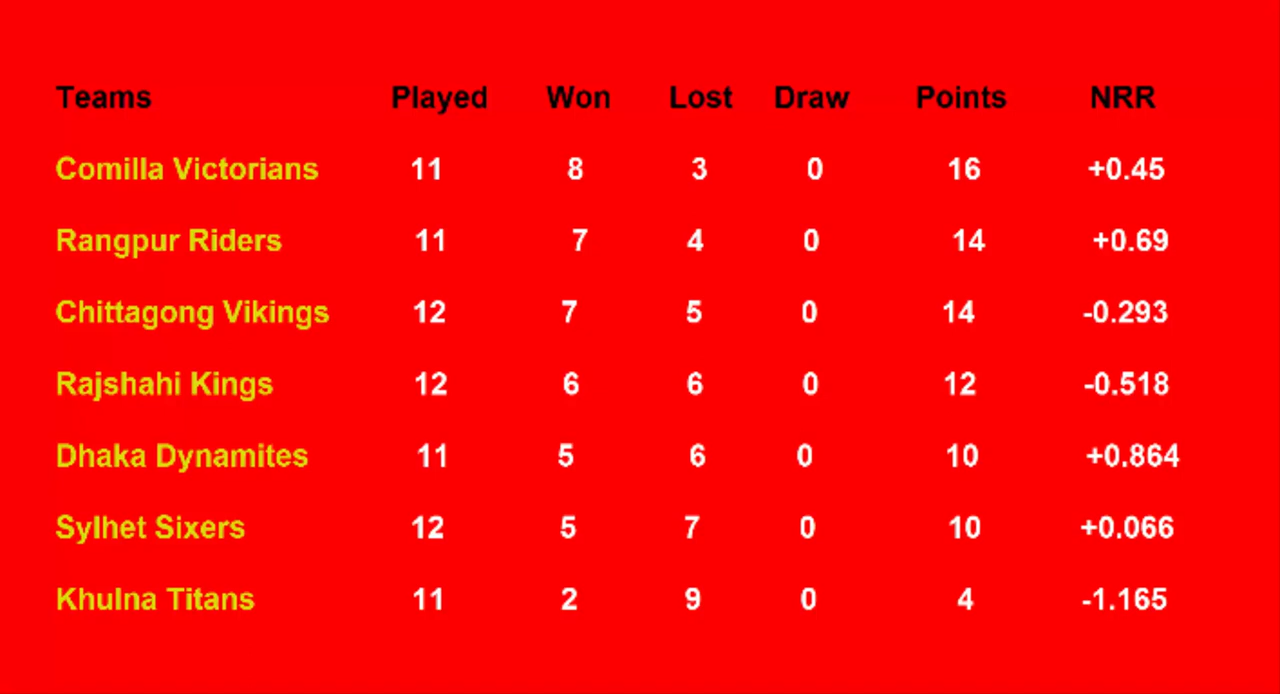 Teams Played Won Lost Draw Points NRR
Comilla Victorians 11 8 3 0 16 +0.45
Rangpur Riders 11 7 4 0 14 +0.69
Chittagong Vikings 12 7 5 0 14 -0.293
Rajshahi Kings 12 6 6 0 12 -0.518
Dhaka Dynamites 11 5 6 0 10 +0.864
Sylhet Sixers 12 5 7 0 10 +0.066
Khulna Titans 11 2 9 0 4 -1.165